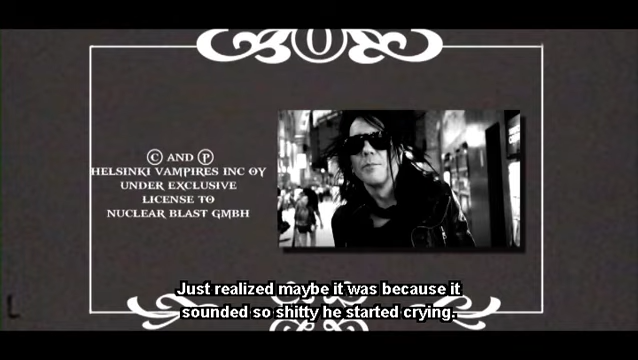 © AND ℗
HELSINKI VAMPIRES INC OY
UNDER EXCLUSIVE
LICENSE TO
NUCLEAR BLAST GMBH
Just realized maybe it was because it
sounded so shitty he started crying.